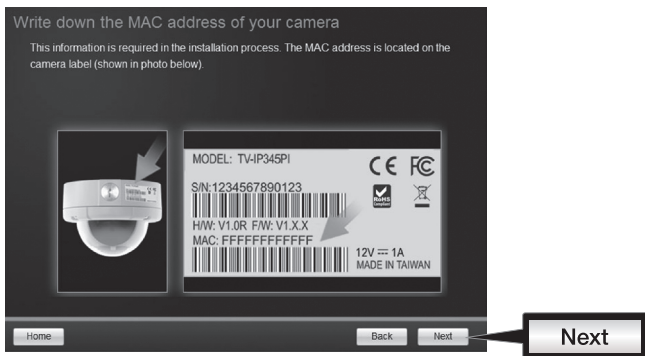 Write down the MAC address of your camera
This information is required in the installation process. The MAC address is located on the
camera label (shown in photo below).
MODEL: TV-IP345PI
CE FC
S/N:1234567890123
RoHS
Compliant
H/W: V1.0R F/W: V1.X.X
MAC: FFFFFFFFFFFF
12V 1A
MADE IN TAIWAN
Home
Back
Next
Next